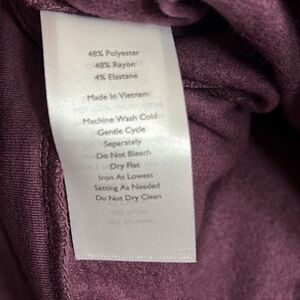 48% Polyester
48% Rayon
4% Elastane
Made in Vietnam
Machine Wash Cold
Gentle Cycle
Separately
Do Not Bleach
Dry Flat
Iron At Lowest
Setting As Needed
Do Not Dry Clean